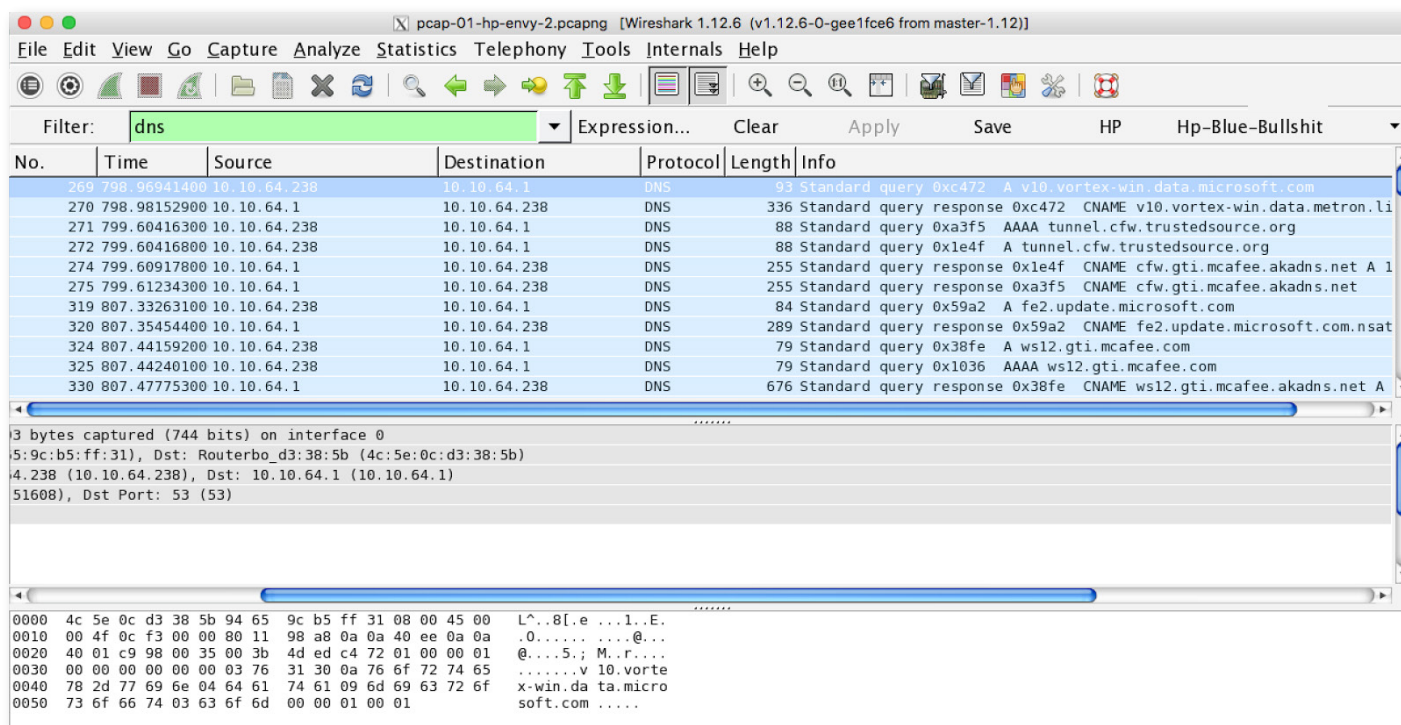 pcap-01-hp-envy-2.pcapng [Wireshark 1.12.6 (v1.12.6-0-gee1fce6 from master-1.12)]
File Edit View Go Capture Analyze Statistics Telephony Tools Internals Help
Filter: dns Expression... Clear Apply Save HP Hp-Blue-Bullshit
No. Time Source Destination Protocol Length Info
269 798.96941400 10.10.64.238 10.10.64.1 DNS 93 Standard query 0xc472 A v10.vortex-win.data.microsoft.com
270 798.98152900 10.10.64.1 10.10.64.238 DNS 336 Standard query response 0xc472 CNAME v10.vortex-win.data.metron.li
271 799.60416300 10.10.64.238 10.10.64.1 DNS 88 Standard query 0xa3f5 AAAA tunnel.cfw.trustedsource.org
272 799.60416800 10.10.64.238 10.10.64.1 DNS 88 Standard query 0x1e4f A tunnel.cfw.trustedsource.org
274 799.60917800 10.10.64.1 10.10.64.238 DNS 255 Standard query response 0x1e4f CNAME cfw.gti.mcafee.akadns.net A 1
275 799.61234300 10.10.64.1 10.10.64.238 DNS 255 Standard query response 0xa3f5 CNAME cfw.gti.mcafee.akadns.net
319 807.33263100 10.10.64.238 10.10.64.1 DNS 84 Standard query 0x59a2 A fe2.update.microsoft.com
320 807.35454400 10.10.64.1 10.10.64.238 DNS 289 Standard query response 0x59a2 CNAME fe2.update.microsoft.com.nsat
324 807.44159200 10.10.64.238 10.10.64.1 DNS 79 Standard query 0x38fe A ws12.gti.mcafee.com
325 807.44240100 10.10.64.238 10.10.64.1 DNS 79 Standard query 0x1036 AAAA ws12.gti.mcafee.com
330 807.47775300 10.10.64.1 10.10.64.238 DNS 676 Standard query response 0x38fe CNAME ws12.gti.mcafee.akadns.net A
3 bytes captured (744 bits) on interface 0
5:9c:b5:ff:31), Dst: Routerbo_d3:38:5b (4c:5e:0c:d3:38:5b)
4.238 (10.10.64.238), Dst: 10.10.64.1 (10.10.64.1)
51608), Dst Port: 53 (53)
0000 4c 5e 0c d3 38 5b 94 65 9c b5 ff 31 08 00 45 00 L^..8[.e ...1..E.
0010 00 4f 0c f3 00 00 80 11 98 a8 0a 0a 40 ee 0a 0a .O...... ....@...
0020 40 01 c9 98 00 35 00 3b 4d ed c4 72 01 00 00 01 @....5.; M..r....
0030 00 00 00 00 00 00 03 76 31 30 0a 76 6f 72 74 65 .......v 10.vorte
0040 78 2d 77 69 6e 04 64 61 74 61 09 6d 69 63 72 6f x-win.da ta.micro
0050 73 6f 66 74 03 63 6f 6d 00 00 01 00 01 soft.com .....